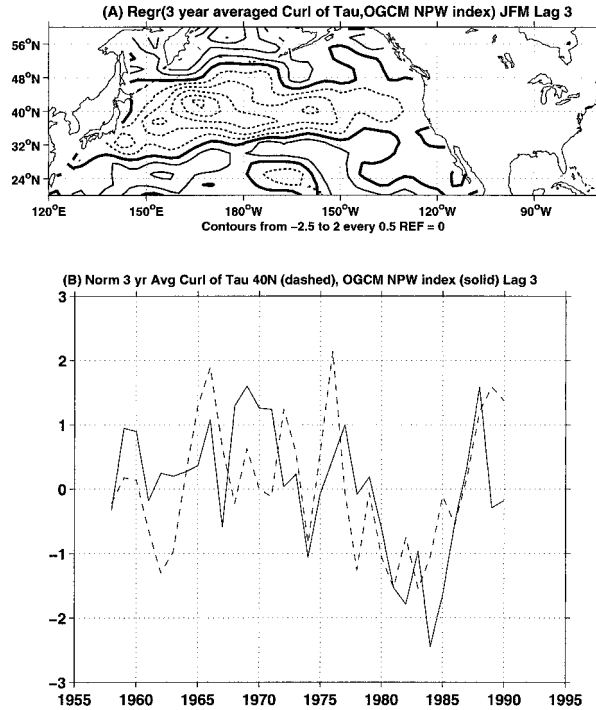 (A) Regr(3 year averaged Curl of Tau,OGCM NPW index) JFM Lag 3
56°N
48°N
40°N
32°N
24°N
120°E 150°E 180°W 150°W 120°W 90°W
Contours from −2.5 to 2 every 0.5 REF = 0
(B) Norm 3 yr Avg Curl of Tau 40N (dashed), OGCM NPW index (solid) Lag 3
3
2
1
0
−1
−2
−3
1955 1960 1965 1970 1975 1980 1985 1990 1995